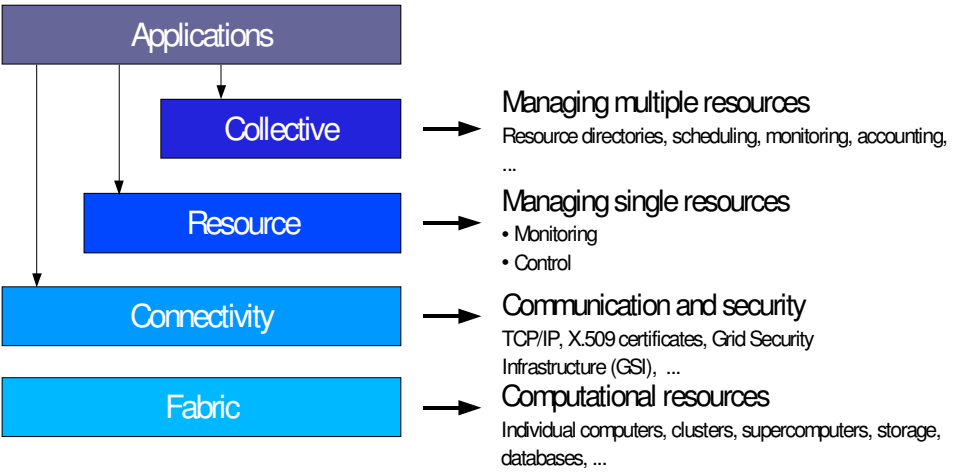 Applications
Collective
Managing multiple resources
Resource directories, scheduling, monitoring, accounting,
...
Resource
Managing single resources
• Monitoring
• Control
Connectivity
Communication and security
TCP/IP, X.509 certificates, Grid Security
Infrastructure (GSI), ...
Fabric
Computational resources
Individual computers, clusters, supercomputers, storage,
databases, ...